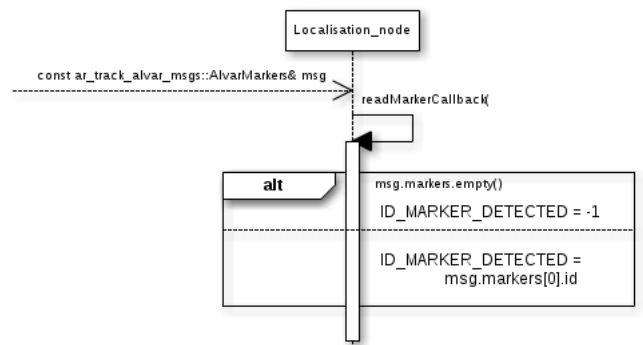 Localisation_node
const ar_track_alvar_msgs::AlvarMarkers& msg
readMarkerCallback(
alt
msg.markers.empty()
ID_MARKER_DETECTED = -1
ID_MARKER_DETECTED =
msg.markers[0].id